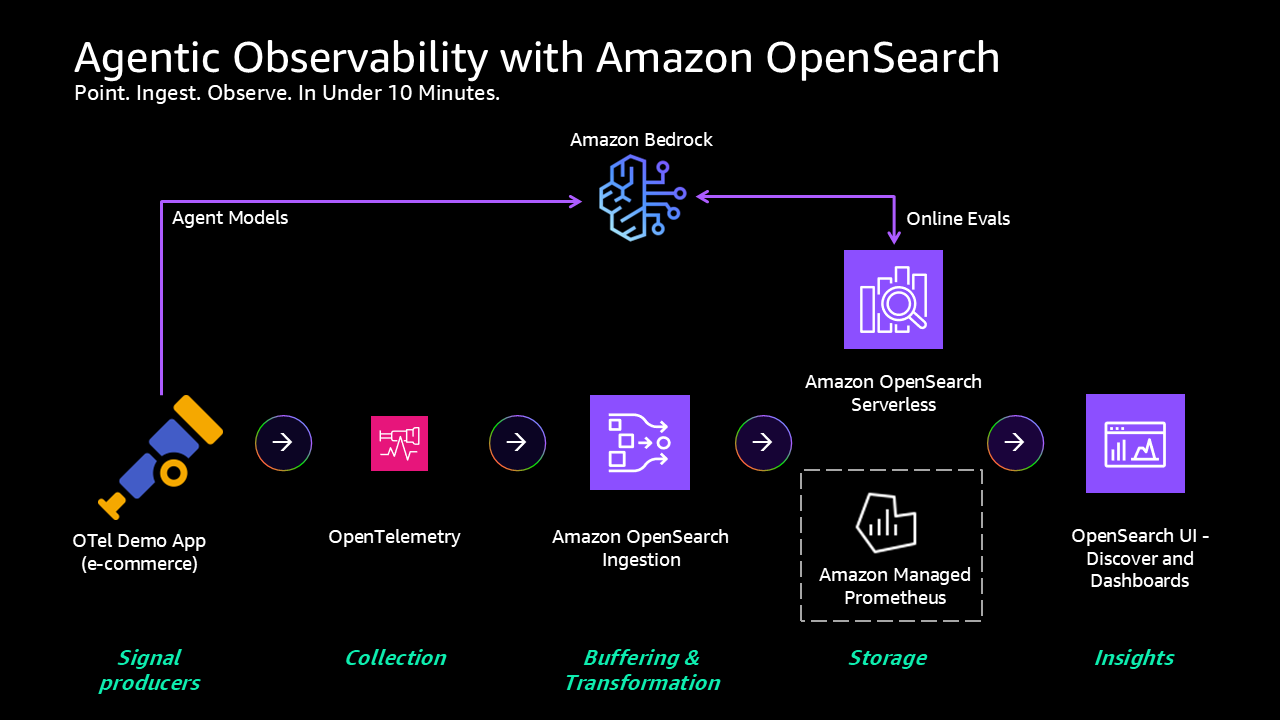 Agentic Observability with Amazon OpenSearch
Point. Ingest. Observe. In Under 10 Minutes.
Amazon Bedrock
Agent Models
Online Evals
Amazon OpenSearch
Serverless
OTel Demo App
(e-commerce)
OpenTelemetry
Amazon OpenSearch
Ingestion
Amazon Managed
Prometheus
OpenSearch UI -
Discover and
Dashboards
Signal
producers
Collection
Buffering &
Transformation
Storage
Insights